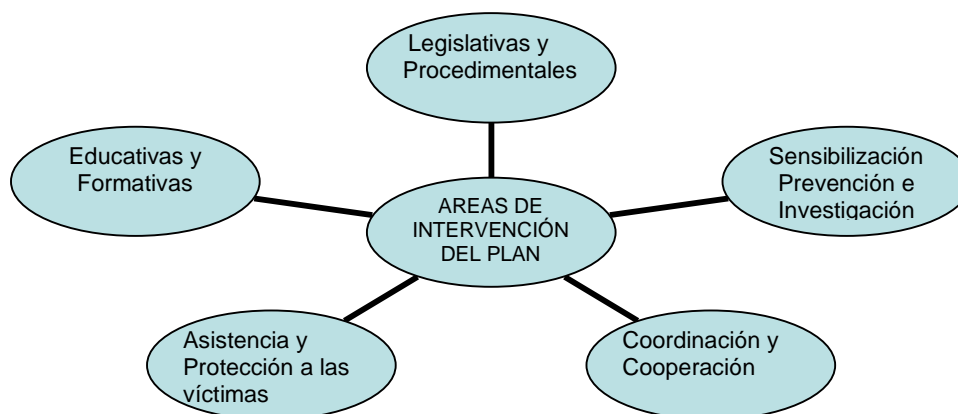 Legislativas y
Procedimentales
Educativas y
Formativas
Sensibilización
Prevención e
Investigación
AREAS DE
INTERVENCIÓN
DEL PLAN
Asistencia y
Protección a las
víctimas
Coordinación y
Cooperación